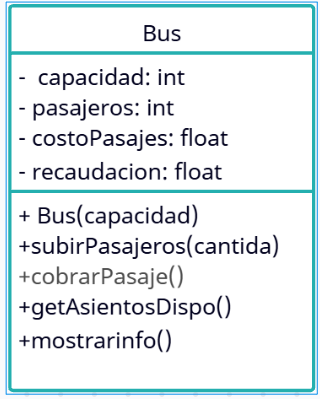 Bus
- capacidad: int
- pasajeros: int
- costoPasajes: float
- recaudacion: float
+ Bus(capacidad)
+subirPasajeros(cantida)
+cobrarPasaje()
+getAsientosDispo()
+mostrarinfo()